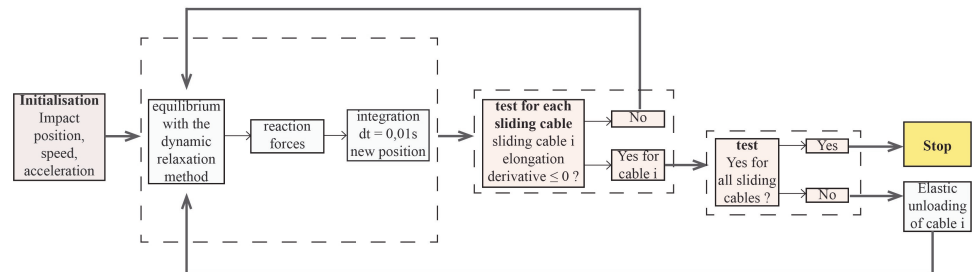 Initialisation
Impact
position,
speed,
acceleration
equilibrium
with the
dynamic
relaxation
method
reaction
forces
integration
dt = 0,01s
new position
test for each
sliding cable
sliding cable i
elongation
derivative ≤ 0 ?
No
Yes for
cable i
test
Yes for
all sliding
cables ?
Yes
No
Stop
Elastic
unloading
of cable i